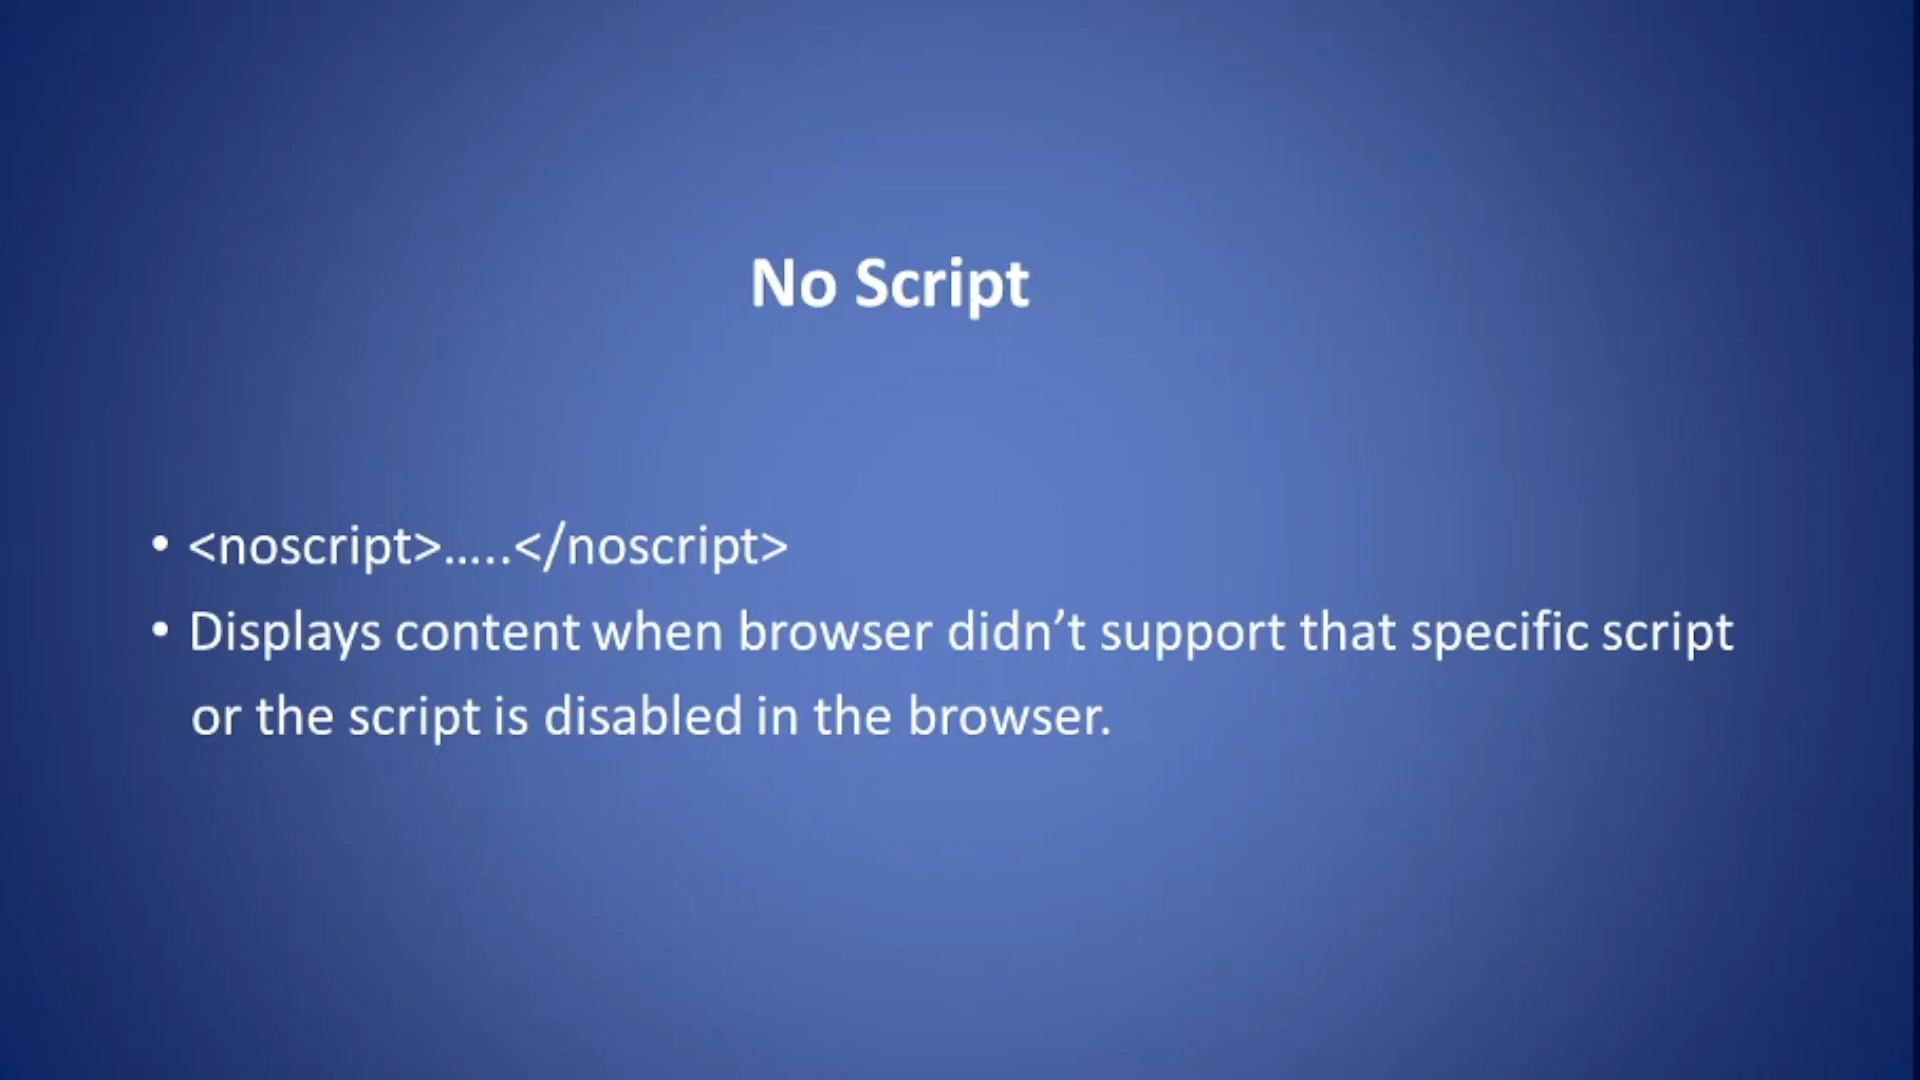 No Script
• <noscript>…..</noscript>
• Displays content when browser didn’t support that specific script
or the script is disabled in the browser.